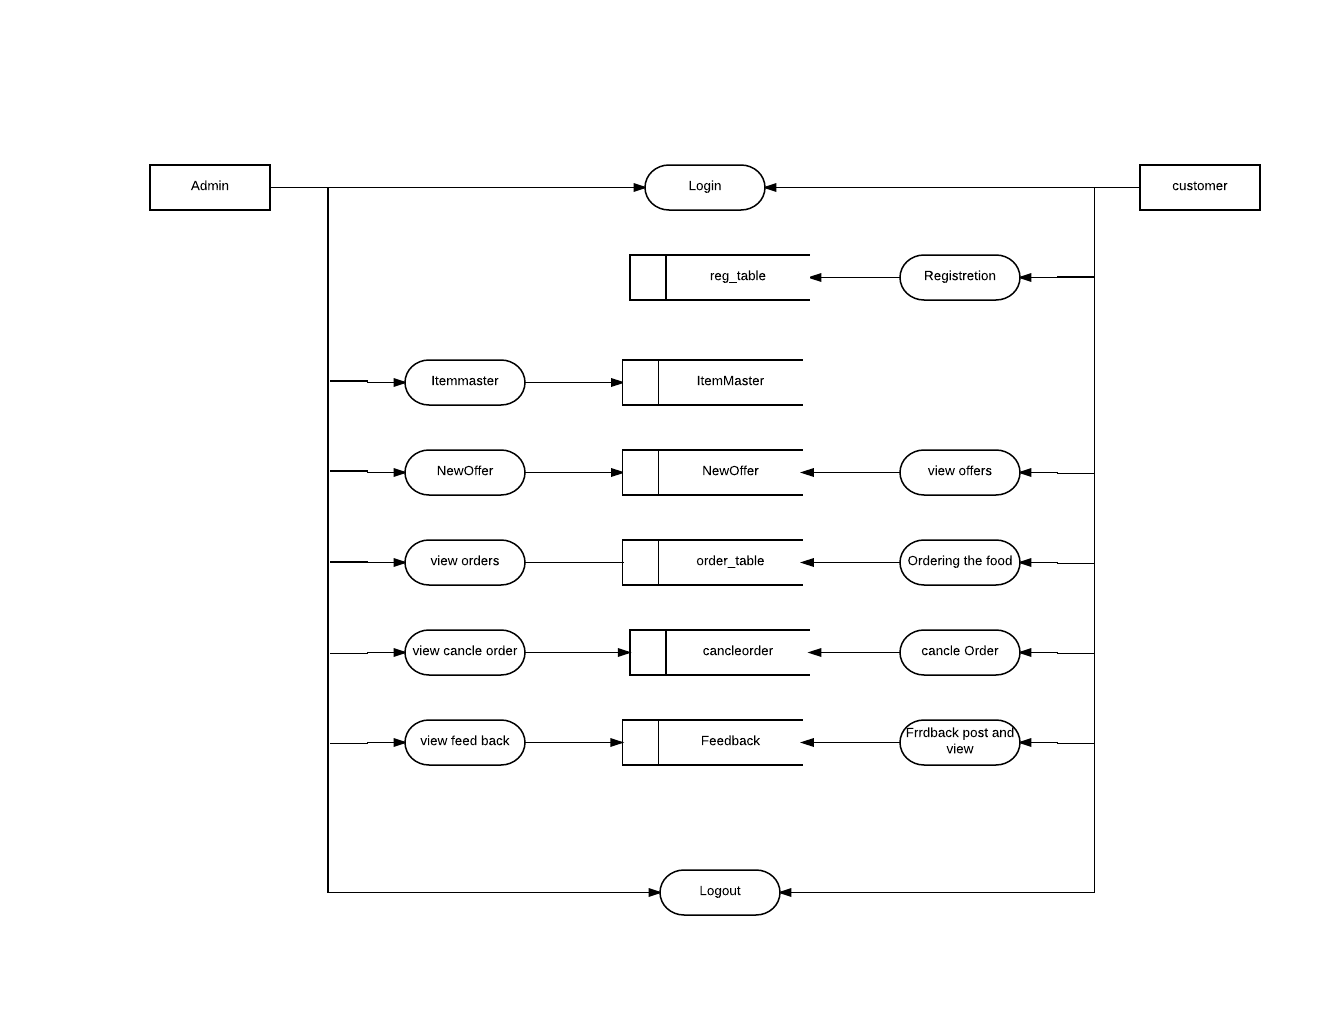 Admin
Login
customer
reg_table
Registretion
Itemmaster
ItemMaster
NewOffer
NewOffer
view offers
view orders
order_table
Ordering the food
view cancle order
cancleorder
cancle Order
view feed back
Feedback
Frrdback post and
view
Logout